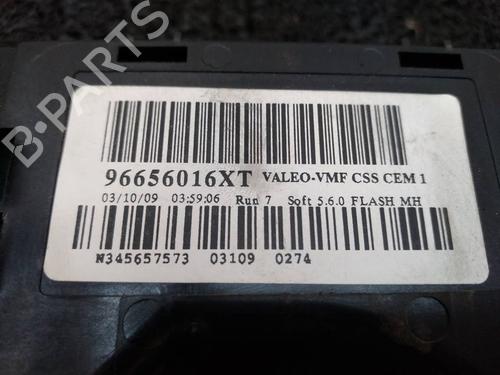 B-PARTS
96656016XT VALEO-VMF CSS CEM 1
03/10/09 03:59:06 Run 7 Soft 5.6.0 FLASH MH
N345657573 03109 0274